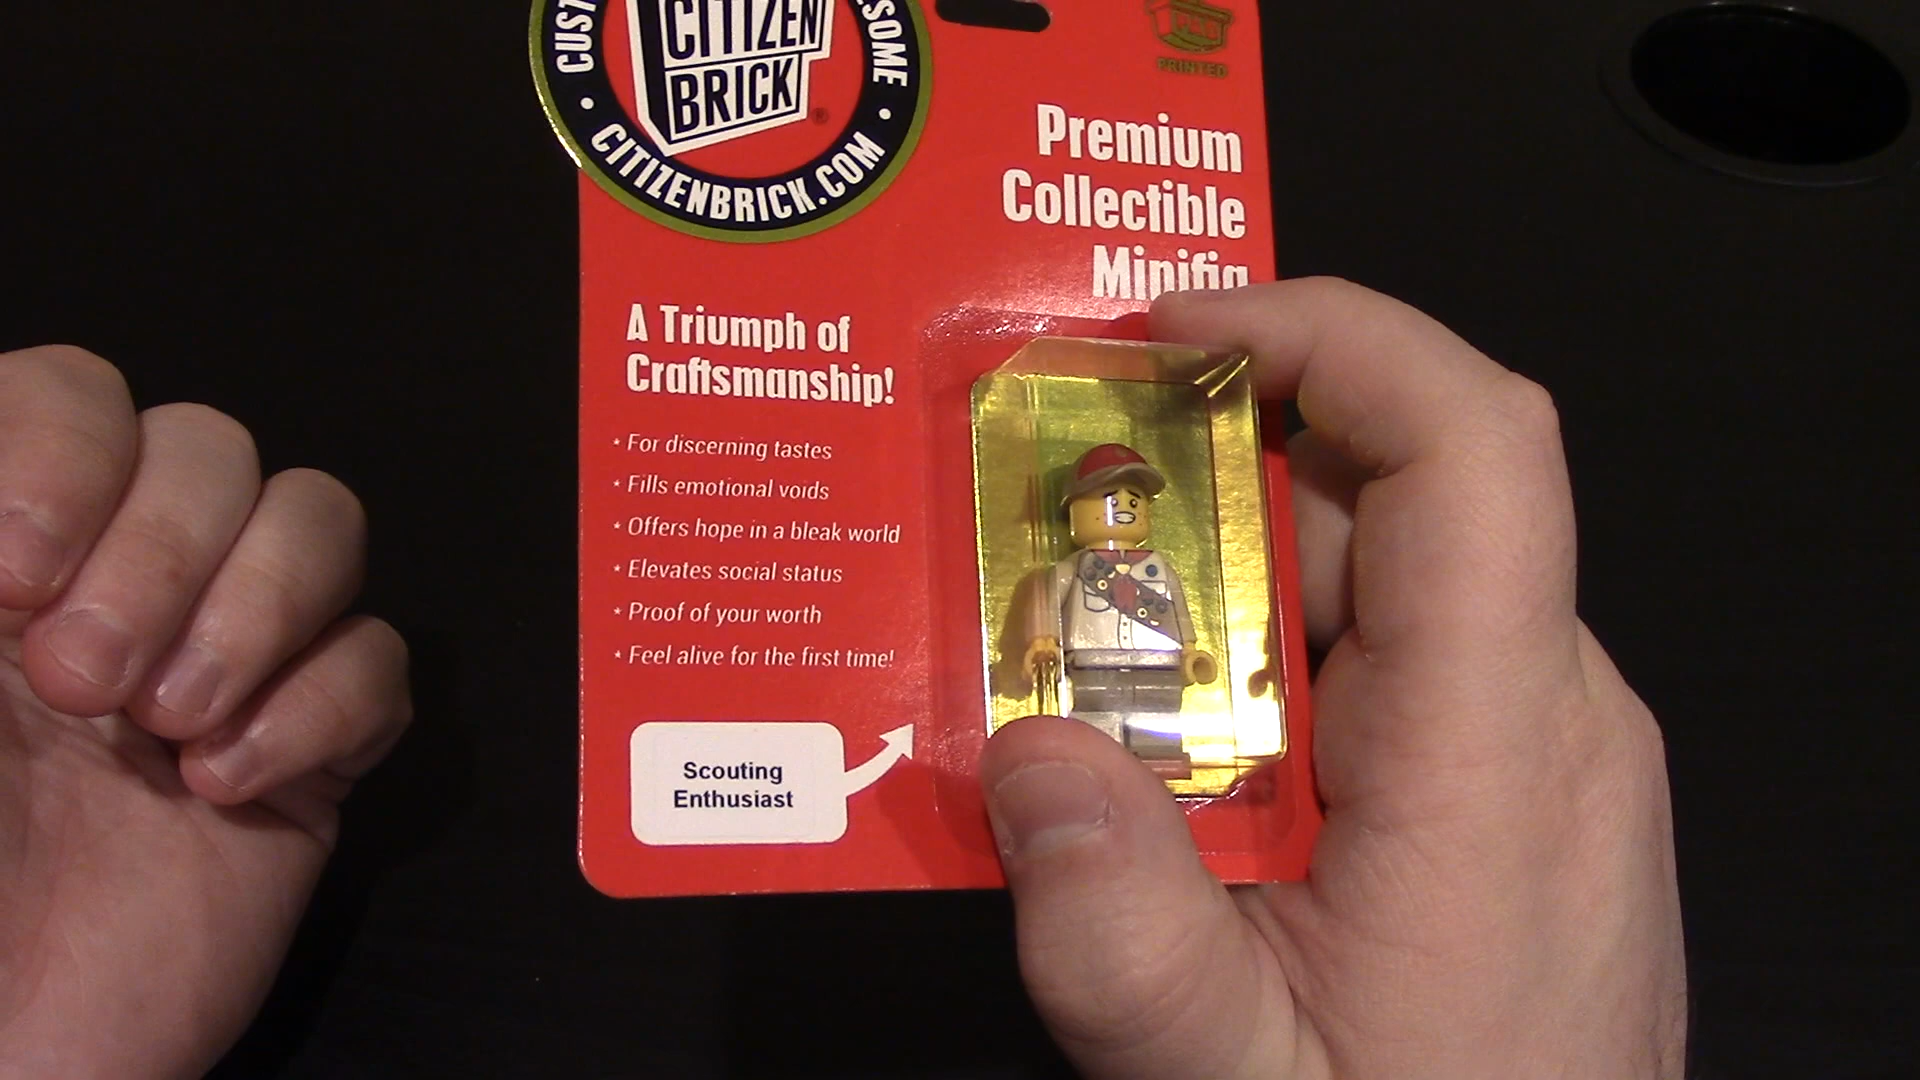 CITIZEN
BRICK
®
CITIZENBRICK.COM
PRINTED
Premium
Collectible
Minifig
A Triumph of
Craftsmanship!
* For discerning tastes
* Fills emotional voids
* Offers hope in a bleak world
* Elevates social status
* Proof of your worth
* Feel alive for the first time!
Scouting
Enthusiast